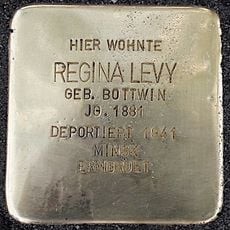 HIER WOHNTE
REGINA LEVY
GEB. BOTTWIN
JG. 1881
DEPORTIERT 1941
MINSK
ERMORDET